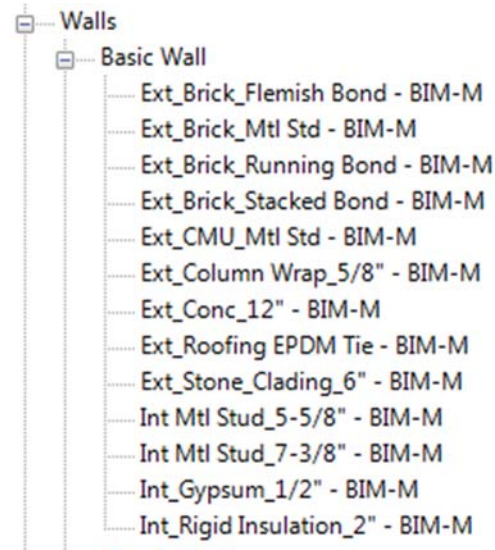 Walls
Basic Wall
Ext_Brick_Flemish Bond - BIM-M
Ext_Brick_Mtl Std - BIM-M
Ext_Brick_Running Bond - BIM-M
Ext_Brick_Stacked Bond - BIM-M
Ext_CMU_Mtl Std - BIM-M
Ext_Column Wrap_5/8" - BIM-M
Ext_Conc_12" - BIM-M
Ext_Roofing EPDM Tie - BIM-M
Ext_Stone_Clading_6" - BIM-M
Int Mtl Stud_5-5/8" - BIM-M
Int Mtl Stud_7-3/8" - BIM-M
Int_Gypsum_1/2" - BIM-M
Int_Rigid Insulation_2" - BIM-M